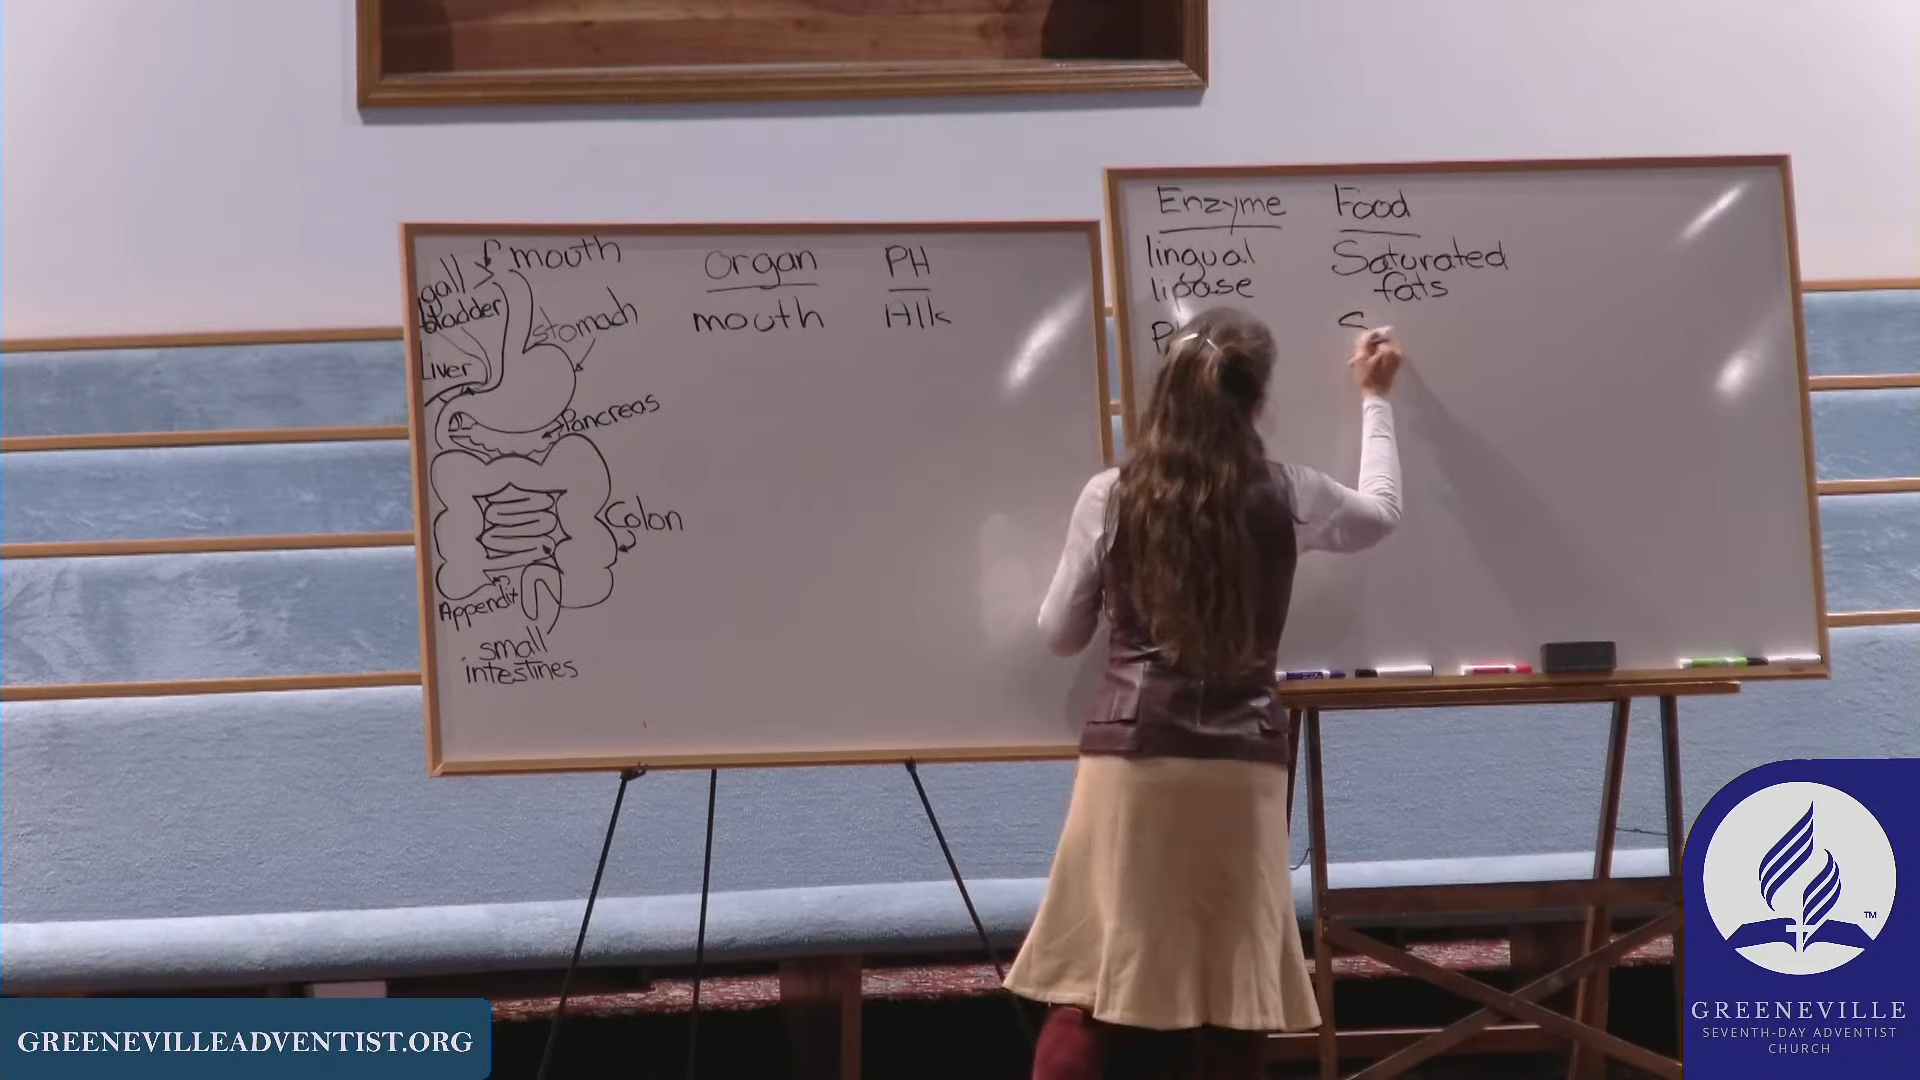 mouth
gall
bladder
stomach
Liver
Pancreas
Colon
Appendix
small
intestines
Organ PH
mouth Alk
Enzyme Food
lingual Saturated
lipase fats
GREENEVILLEADVENTIST.ORG
GREENEVILLE
SEVENTH-DAY ADVENTIST
CHURCH
TM